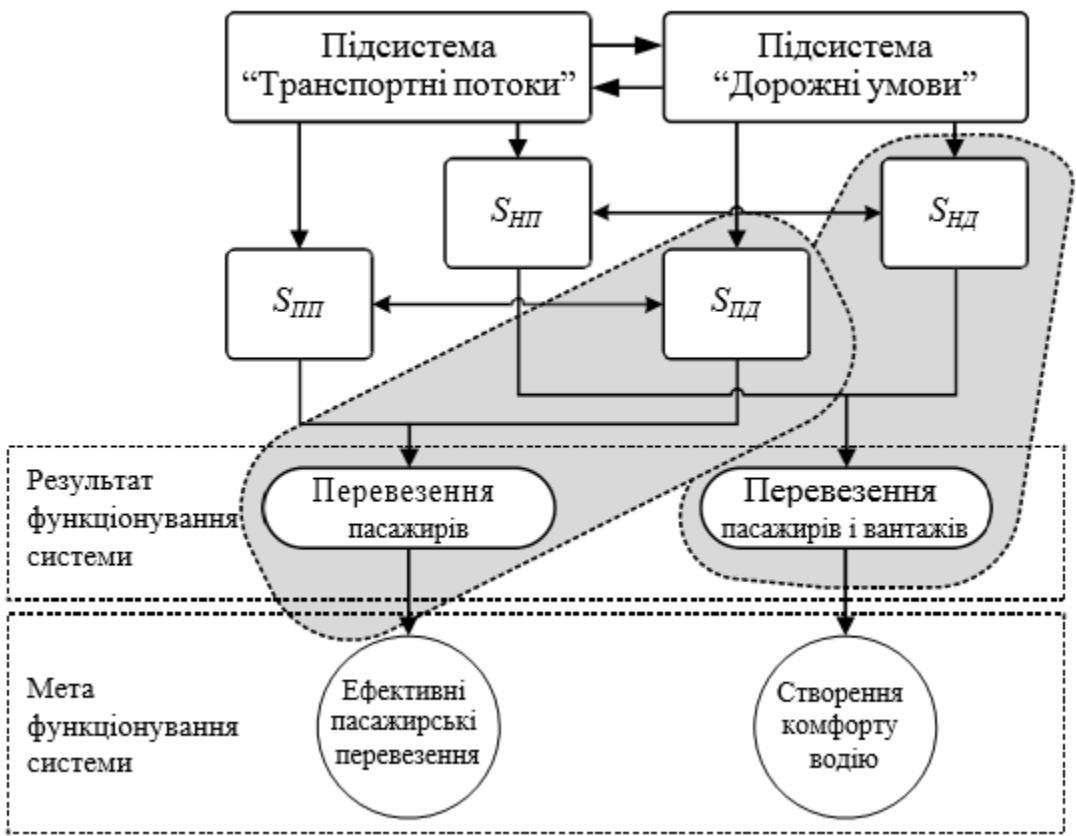 Підсистема
“Транспортні потоки”
Підсистема
“Дорожні умови”
SНП
SНД
SПП
SПД
Результат
функціонування
системи
Перевезення
пасажирів
Перевезення
пасажирів і вантажів
Мета
функціонування
системи
Ефективні
пасажирські
перевезення
Створення
комфорту
водію